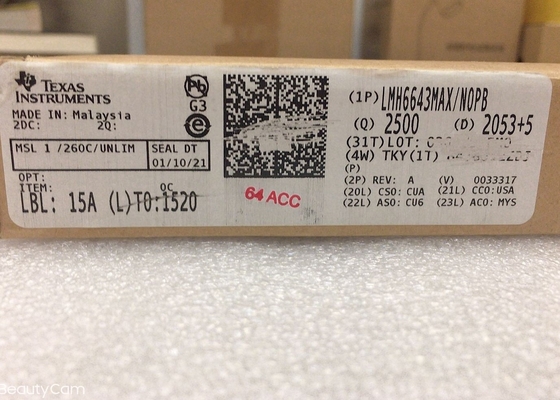 TEXAS
INSTRUMENTS
MADE IN: Malaysia
2DC: 2Q:
MSL 1 /260C/UNLIM
SEAL DT
01/10/21
OPT:
ITEM:
LBL: 15A (L)TO:1520
OC
Pb
G3
e
64 ACC
(1P) LMH6643MAX/NOPB
(Q) 2500 (D) 2053+5
(31T) LOT:
(4W) TKY(1T)
(P)
(2P) REV: A (V) 0033317
(20L) CSO: CUA (21L) CCO:USA
(22L) ASO: CU6 (23L) ACO: MYS
BeautyCam